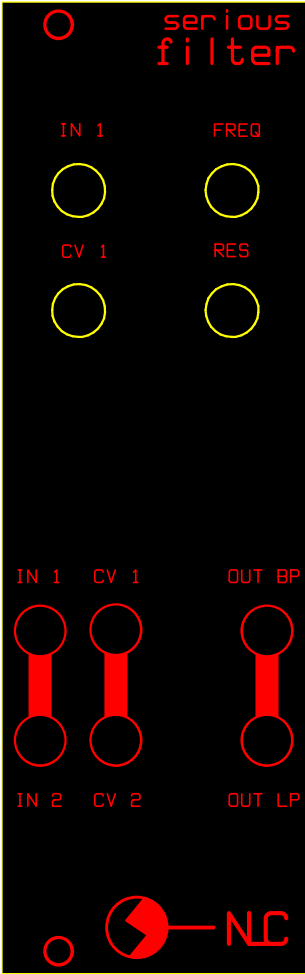 serious
filter
IN 1 FREQ
CV 1 RES
IN 1 CV 1 OUT BP
IN 2 CV 2 OUT LP
NLC